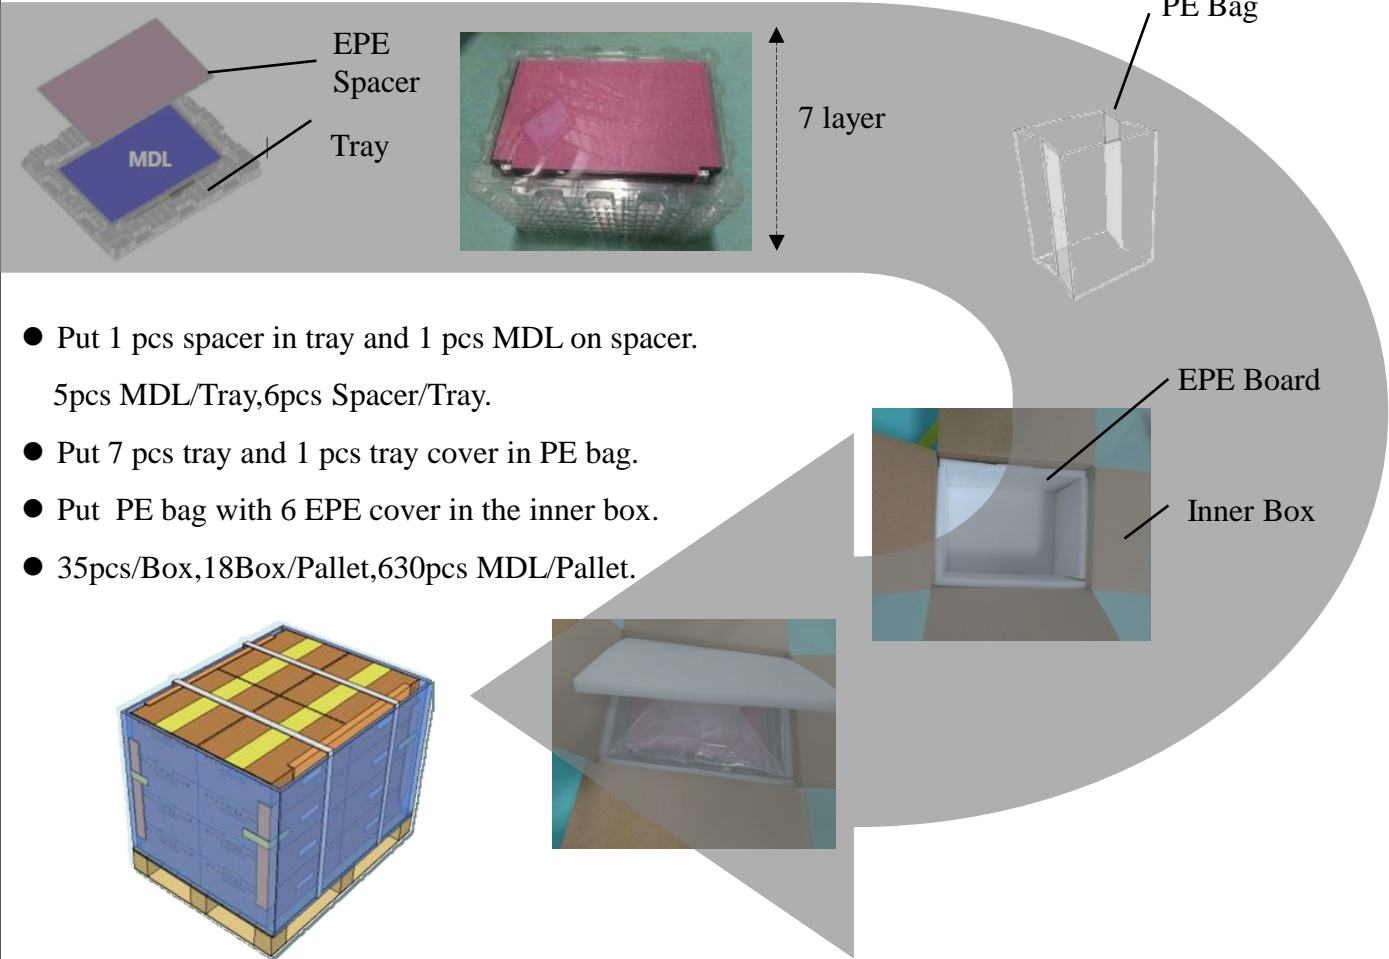 PE Bag
EPE
Spacer
Tray
MDL
7 layer
● Put 1 pcs spacer in tray and 1 pcs MDL on spacer.
5pcs MDL/Tray,6pcs Spacer/Tray.
● Put 7 pcs tray and 1 pcs tray cover in PE bag.
● Put  PE bag with 6 EPE cover in the inner box.
● 35pcs/Box,18Box/Pallet,630pcs MDL/Pallet.
EPE Board
Inner Box